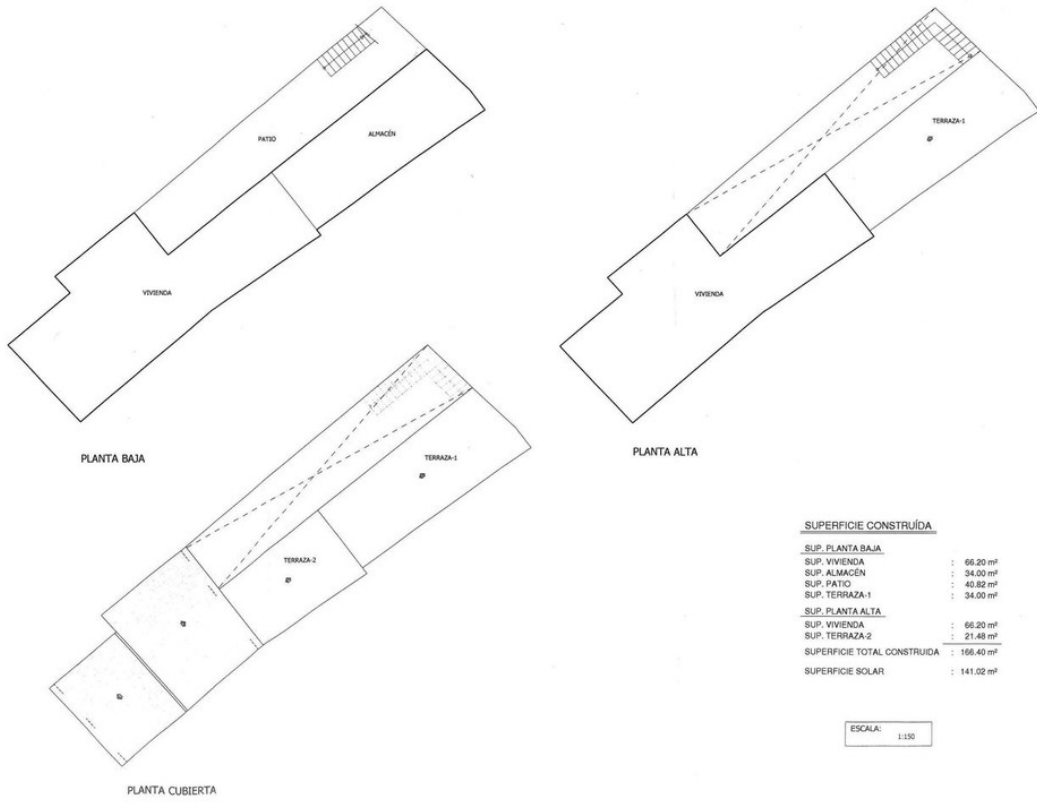 PATIO
ALMACÉN
VIVIENDA
PLANTA BAJA
TERRAZA-1
VIVIENDA
PLANTA ALTA
TERRAZA-1
TERRAZA-2
PLANTA CUBIERTA
SUPERFICIE CONSTRUÍDA
SUP. PLANTA BAJA
SUP. VIVIENDA : 66.20 m²
SUP. ALMACÉN : 34.00 m²
SUP. PATIO : 40.82 m²
SUP. TERRAZA-1 : 34.00 m²
SUP. PLANTA ALTA
SUP. VIVIENDA : 66.20 m²
SUP. TERRAZA-2 : 21.48 m²
SUPERFICIE TOTAL CONSTRUIDA : 166.40 m²
SUPERFICIE SOLAR : 141.02 m²
ESCALA:
1:150